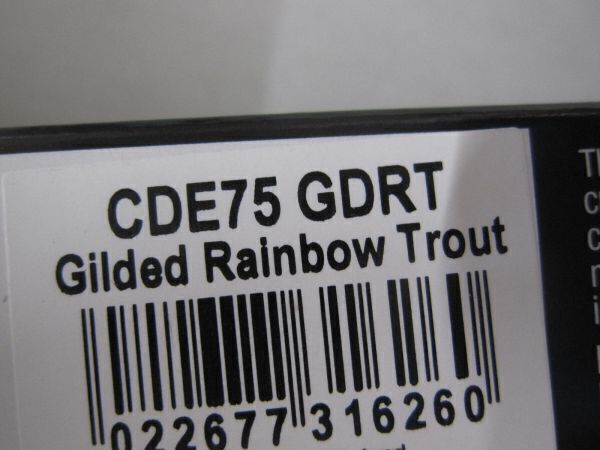 CDE75 GDRT
Gilded Rainbow Trout
022677 316260